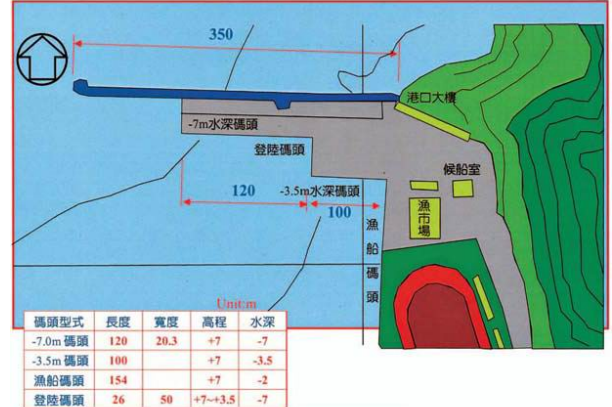 350
港口大樓
-7m水深碼頭
登陸碼頭
候船室
120
-3.5m水深碼頭
100
漁市場
漁船碼頭
Unit:m
碼頭型式 長度 寬度 高程 水深
-7.0m 碼頭 120 20.3 +7 -7
-3.5m 碼頭 100 +7 -3.5
漁船碼頭 154 +7 -2
登陸碼頭 26 50 +7~+3.5 -7